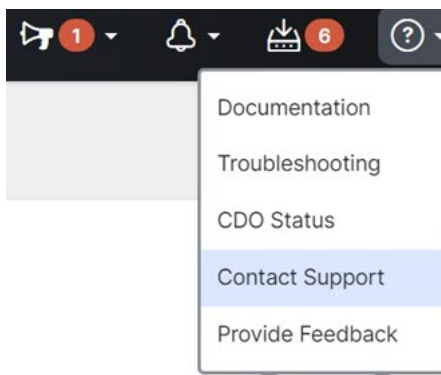 1 6 ?
Documentation
Troubleshooting
CDO Status
Contact Support
Provide Feedback